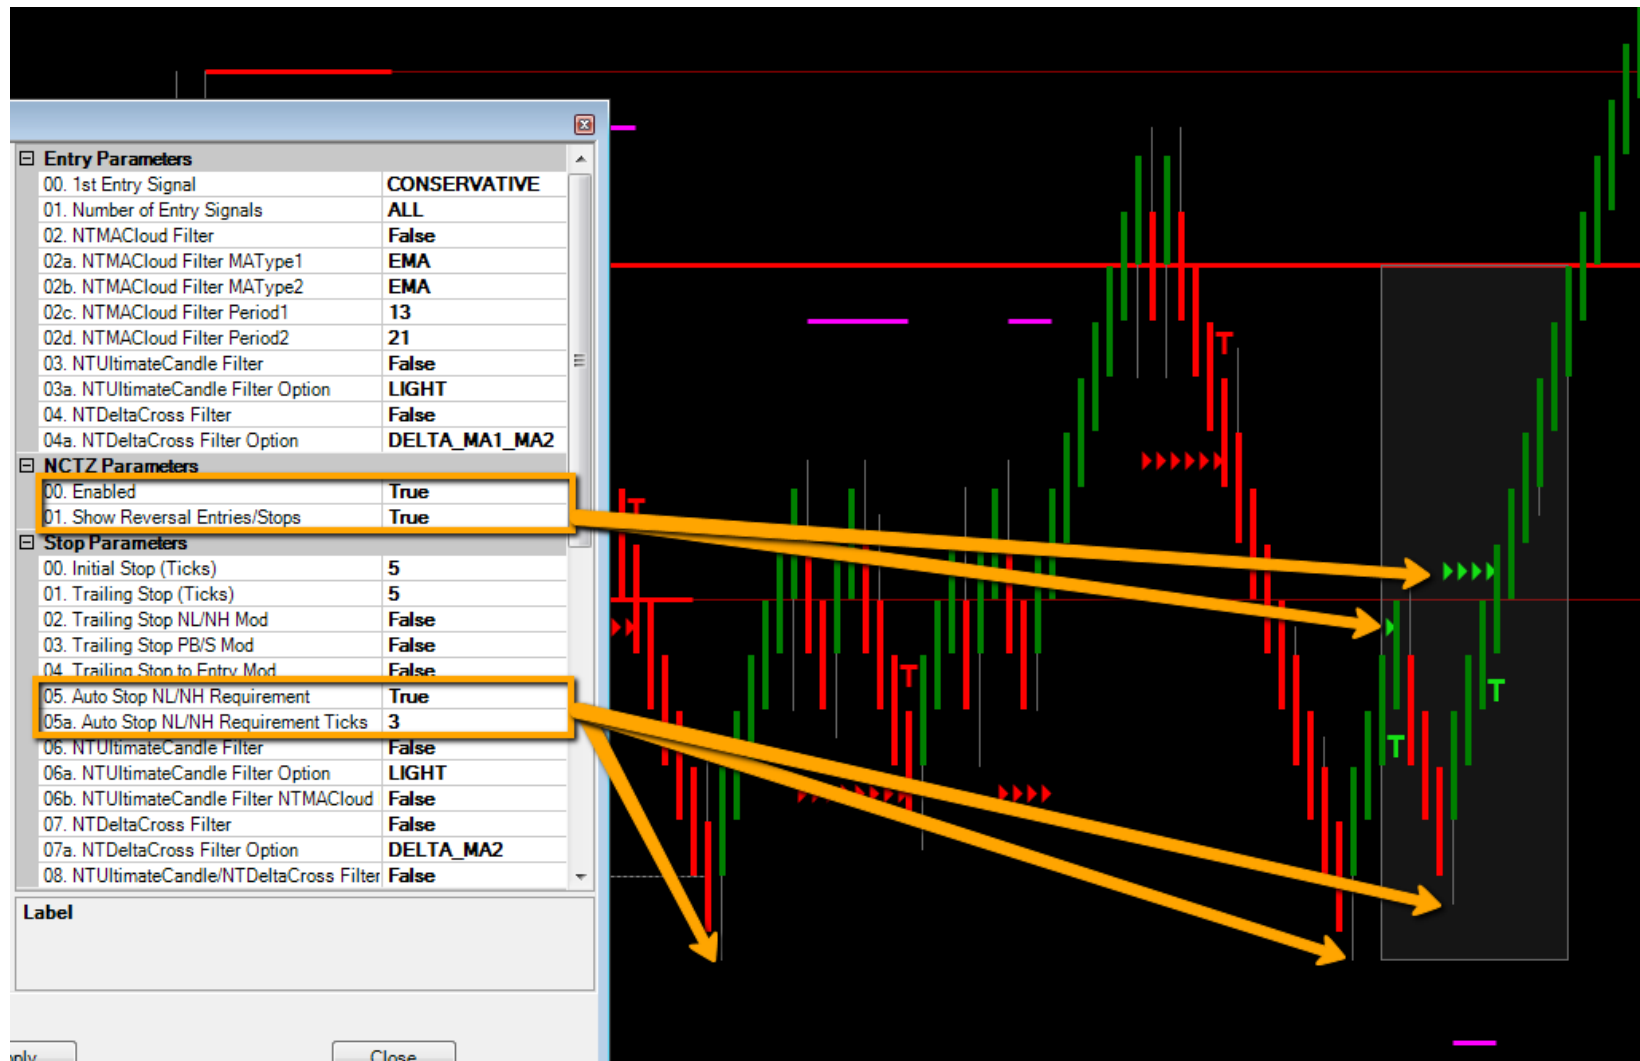 Entry Parameters
00. 1st Entry Signal CONSERVATIVE
01. Number of Entry Signals ALL
02. NTMACloud Filter False
02a. NTMACloud Filter MAType1 EMA
02b. NTMACloud Filter MAType2 EMA
02c. NTMACloud Filter Period1 13
02d. NTMACloud Filter Period2 21
03. NTUltimateCandle Filter False
03a. NTUltimateCandle Filter Option LIGHT
04. NTDeltaCross Filter False
04a. NTDeltaCross Filter Option DELTA_MA1_MA2
NCTZ Parameters
00. Enabled True
01. Show Reversal Entries/Stops True
Stop Parameters
00. Initial Stop (Ticks) 5
01. Trailing Stop (Ticks) 5
02. Trailing Stop NL/NH Mod False
03. Trailing Stop PB/S Mod False
04. Trailing Stop to Entry Mod False
05. Auto Stop NL/NH Requirement True
05a. Auto Stop NL/NH Requirement Ticks 3
06. NTUltimateCandle Filter False
06a. NTUltimateCandle Filter Option LIGHT
06b. NTUltimateCandle Filter NTMACloud False
07. NTDeltaCross Filter False
07a. NTDeltaCross Filter Option DELTA_MA2
08. NTUltimateCandle/NTDeltaCross Filter False
Label
Close
T
T
T
T
T